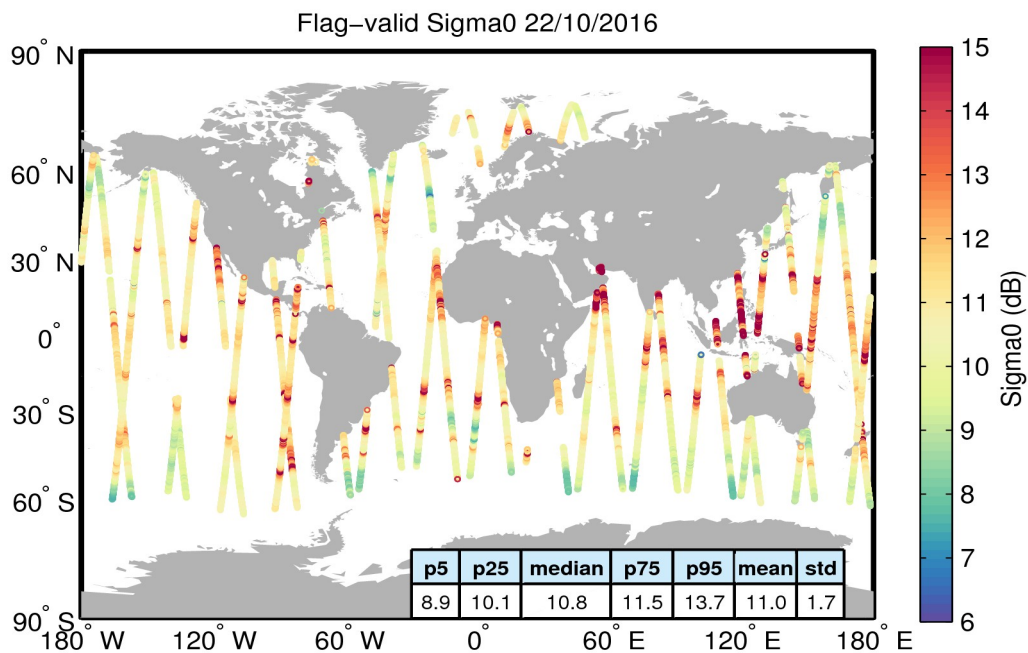 Flag-valid Sigma0 22/10/2016
90° N
60° N
30° N
0°
30° S
60° S
90° S
180° W
120° W
60° W
0°
60° E
120° E
180° E
p5 p25 median p75 p95 mean std
8.9 10.1 10.8 11.5 13.7 11.0 1.7
15
14
13
12
11
10
9
8
7
6
Sigma0 (dB)